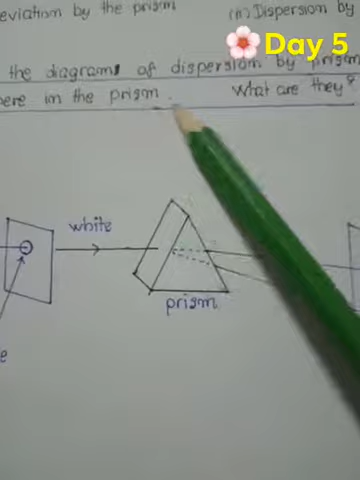 eviation by the prism (ii) Dispersion by
Day 5
the diagrams of dispersion by prism
here in the prism. What are they?
white
prism